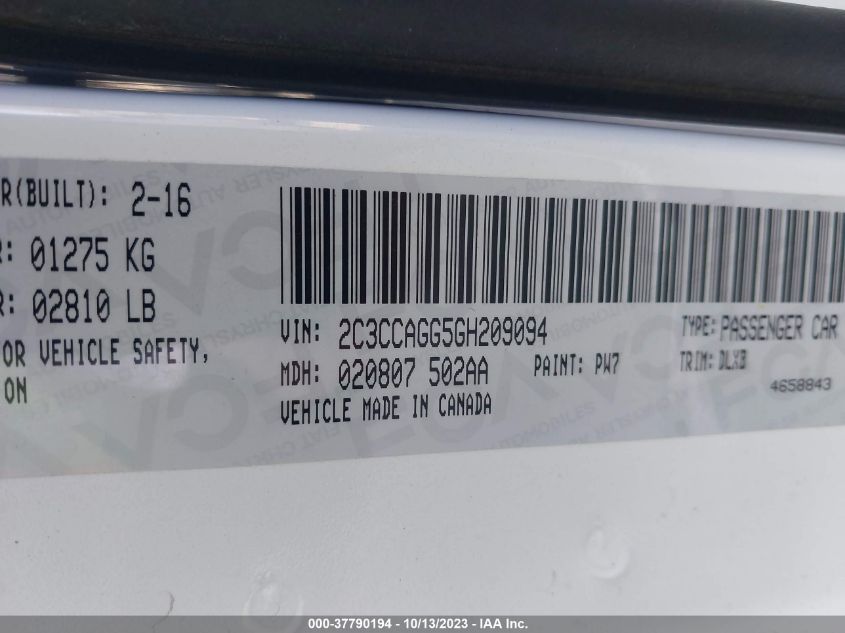 R(BUILT): 2-16
R: 01275 KG
R: 02810 LB
OR VEHICLE SAFETY,
ON
VIN: 2C3CCAGG5GH209094
TYPE: PASSENGER CAR
MDH: 020807 502AA
PAINT: PW7
TRIM: DLXB
VEHICLE MADE IN CANADA
4658843
000-37790194 - 10/13/2023 - IAA Inc.